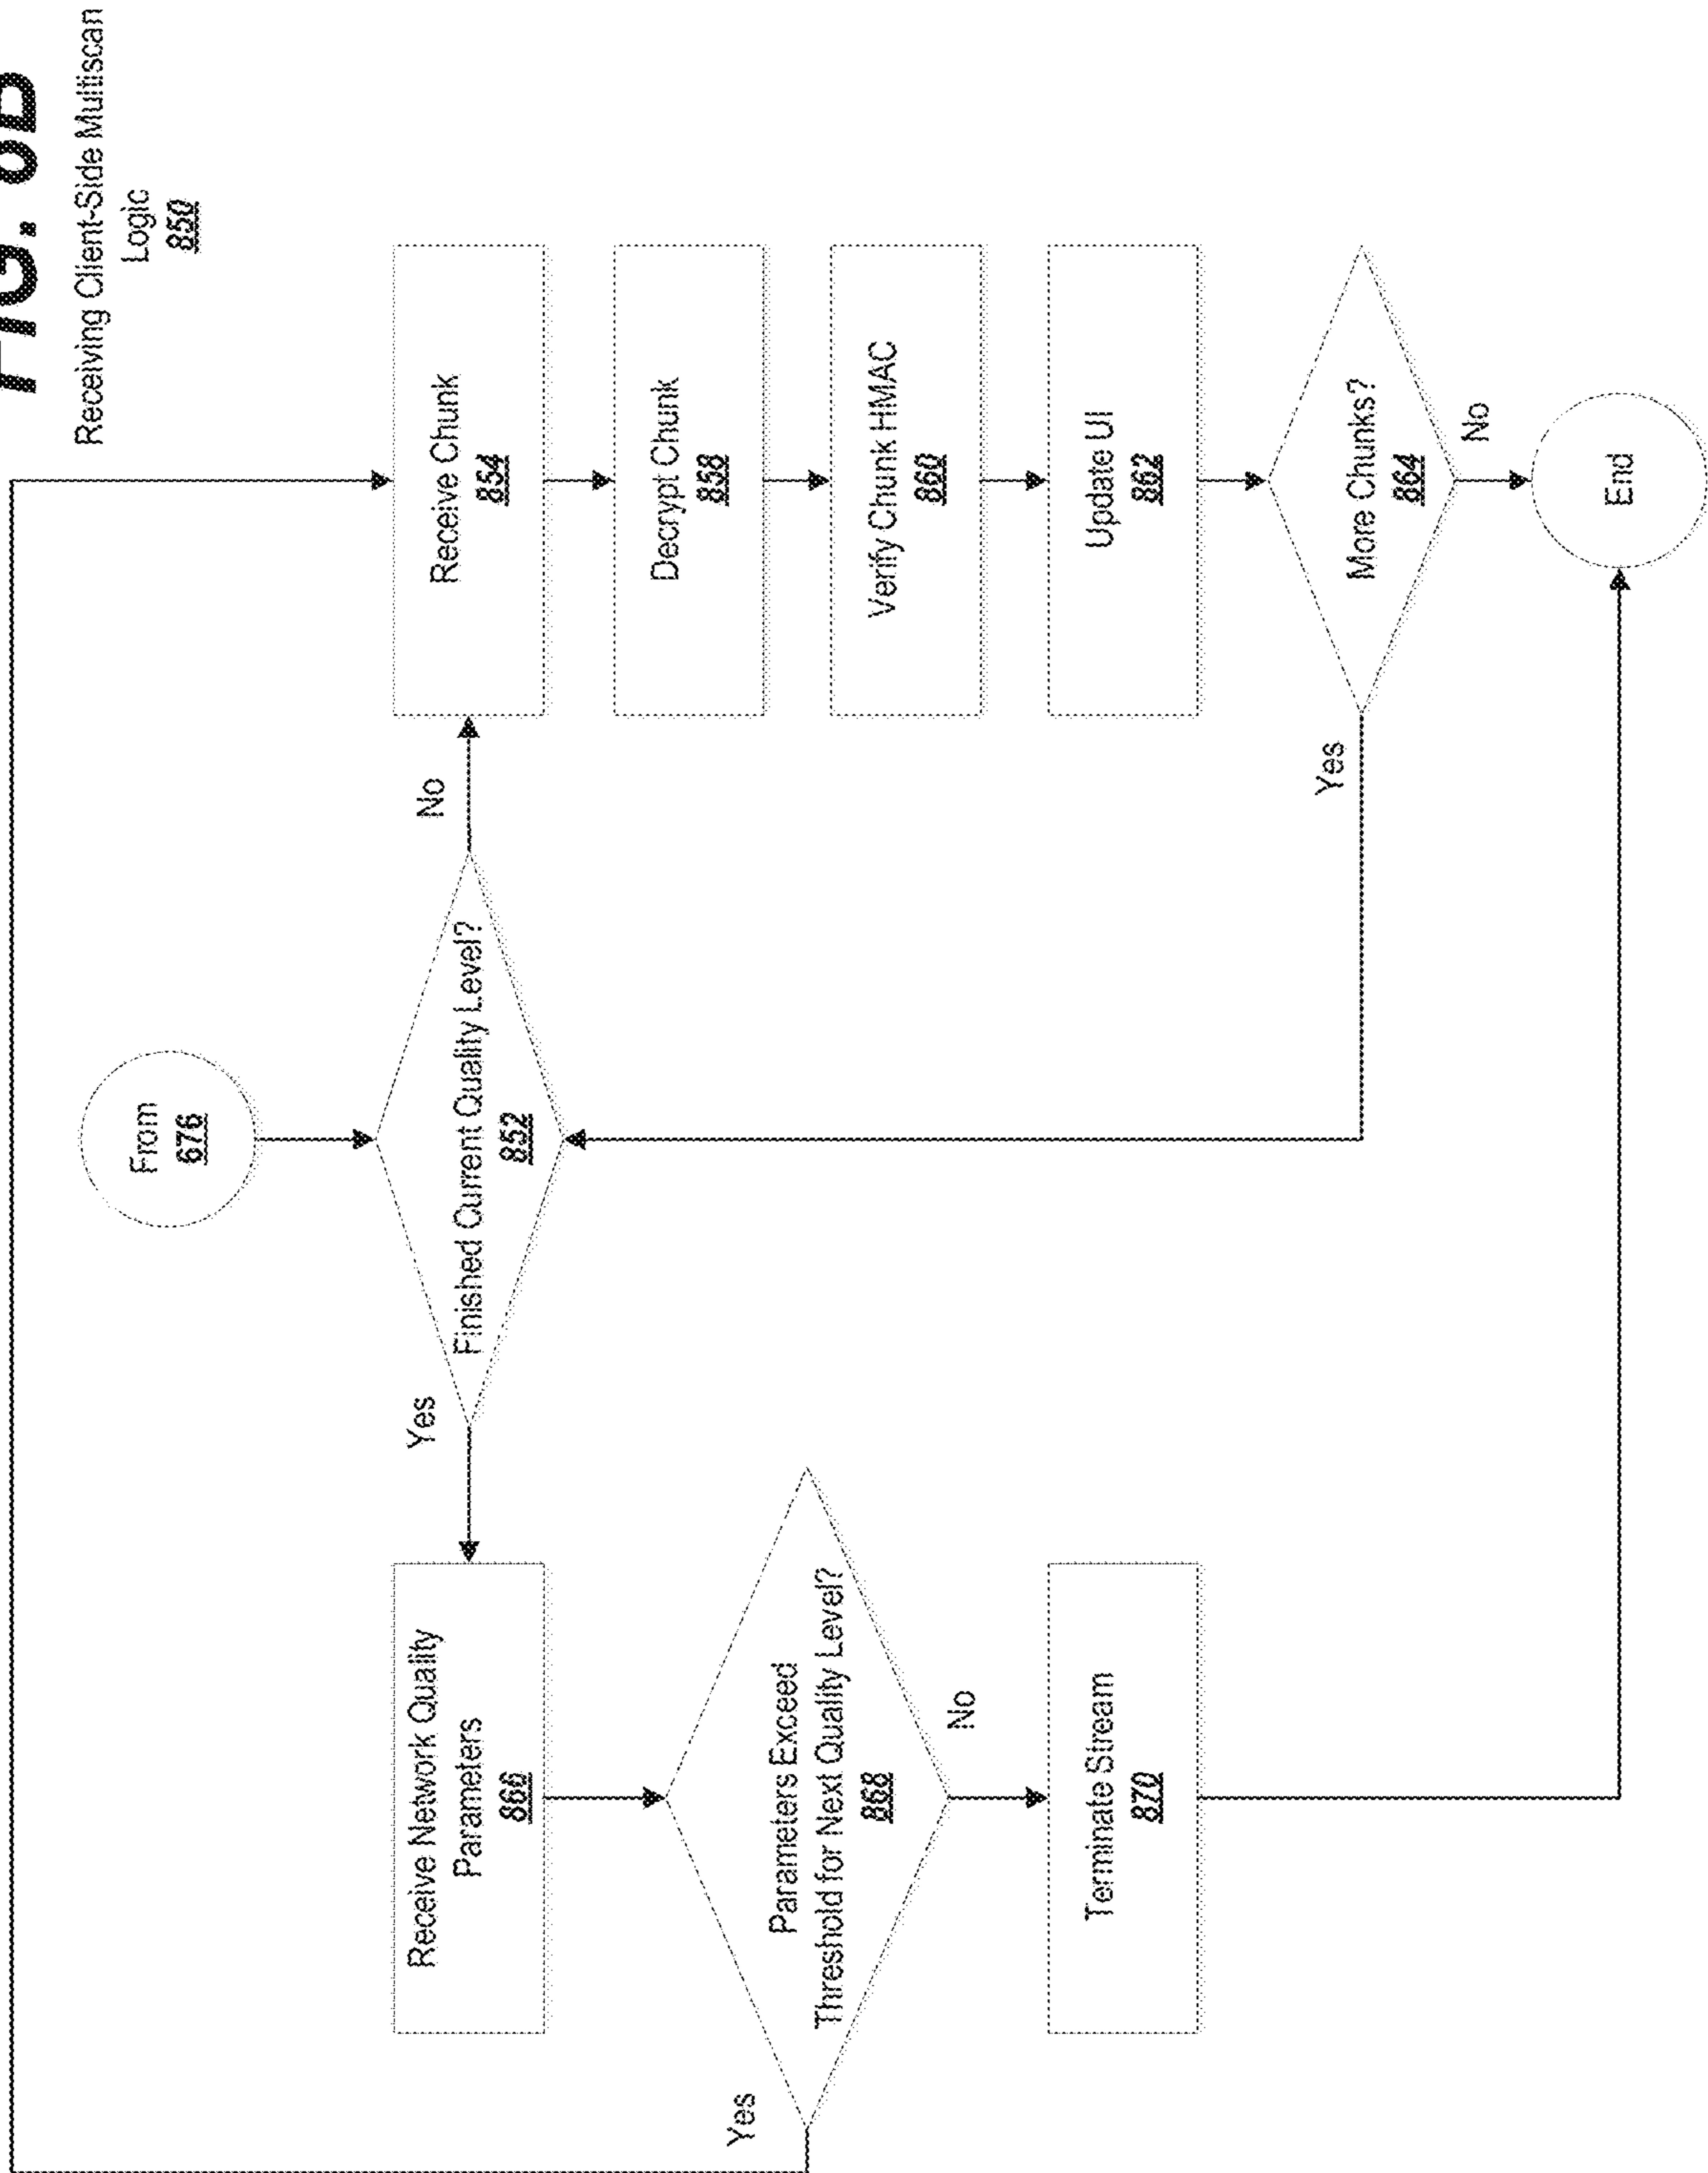 FIG. 8B
Receiving Client-Side Multiscan
Logic
850
From
676
Receive Network Quality
Parameters
866
Yes
Finished Current Quality Level?
852
No
Receive Chunk
854
Decrypt Chunk
858
Yes
Parameters Exceed
Threshold for Next Quality Level?
868
No
Verify Chunk HMAC
860
Terminate Stream
870
Update UI
862
Yes
More Chunks?
864
No
End